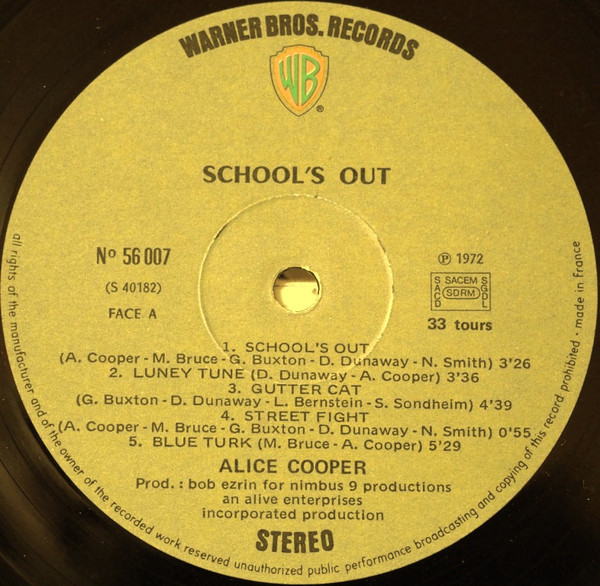 WARNER BROS. RECORDS
WB
®
SCHOOL'S OUT
Nº 56 007
(S 40182)
FACE A
℗ 1972
SACD SACEM SDRM SGDL
33 tours
1. SCHOOL'S OUT
(A. Cooper - M. Bruce - G. Buxton - D. Dunaway - N. Smith) 3'26
2. LUNEY TUNE (D. Dunaway - A. Cooper) 3'36
3. GUTTER CAT
(G. Buxton - D. Dunaway - L. Bernstein - S. Sondheim) 4'39
4. STREET FIGHT
(A. Cooper - M. Bruce - G. Buxton - D. Dunaway - N. Smith) 0'55
5. BLUE TURK (M. Bruce - A. Cooper) 5'29
ALICE COOPER
Prod. : bob ezrin for nimbus 9 productions
an alive enterprises
incorporated production
STEREO
all rights of the manufacturer and of the owner of the recorded work reserved unauthorized public performance broadcasting and copying of this record prohibited • made in france